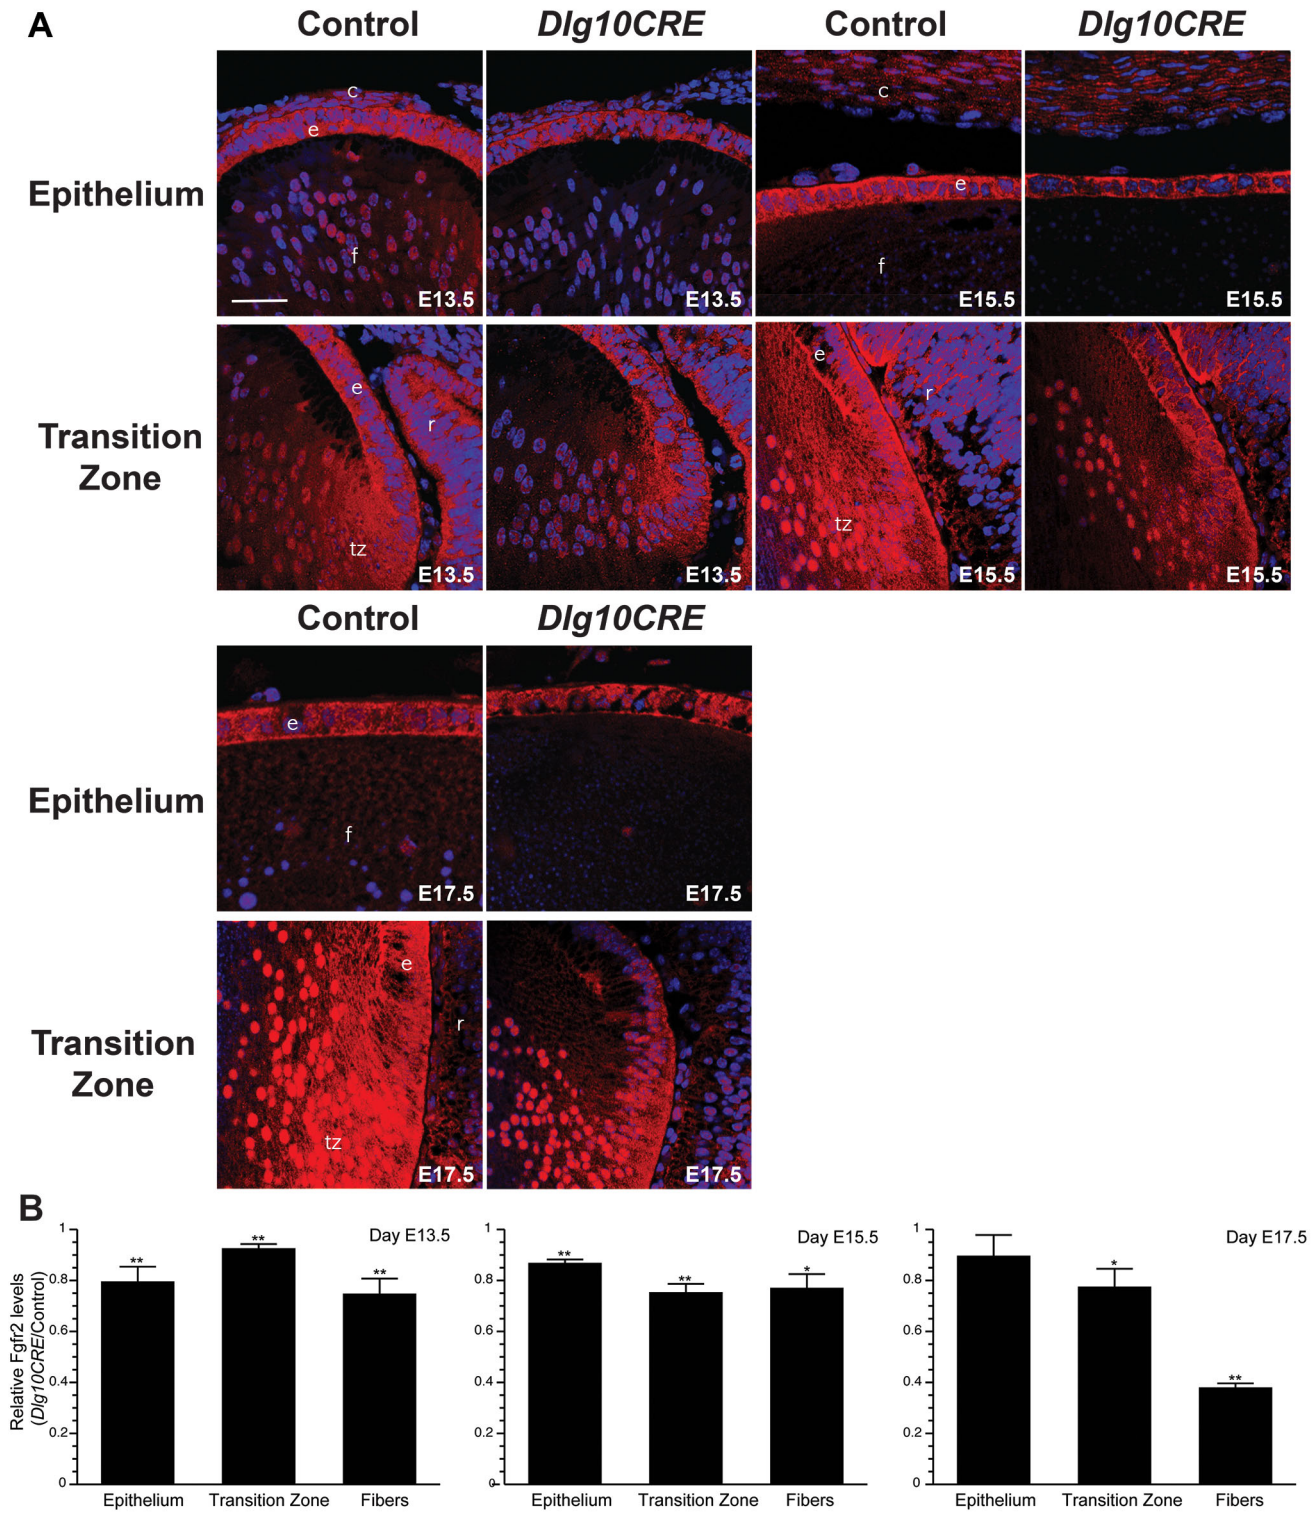 A
Control Dlg10CRE Control Dlg10CRE
Epithelium
c
e
f
E13.5
E13.5
c
e
f
E15.5
E15.5
Transition
Zone
e
r
tz
E13.5
E13.5
e
r
tz
E15.5
E15.5
Control Dlg10CRE
Epithelium
e
f
E17.5
E17.5
Transition
Zone
e
r
tz
E17.5
E17.5
B
Relative Fgfr2 levels
(Dlg10CRE/Control)
Day E13.5
1
0.8
0.6
0.4
0.2
0
** ** **
Epithelium Transition Zone Fibers
Day E15.5
1
0.8
0.6
0.4
0.2
0
** ** *
Epithelium Transition Zone Fibers
Day E17.5
1
0.8
0.6
0.4
0.2
0
* **
Epithelium Transition Zone Fibers